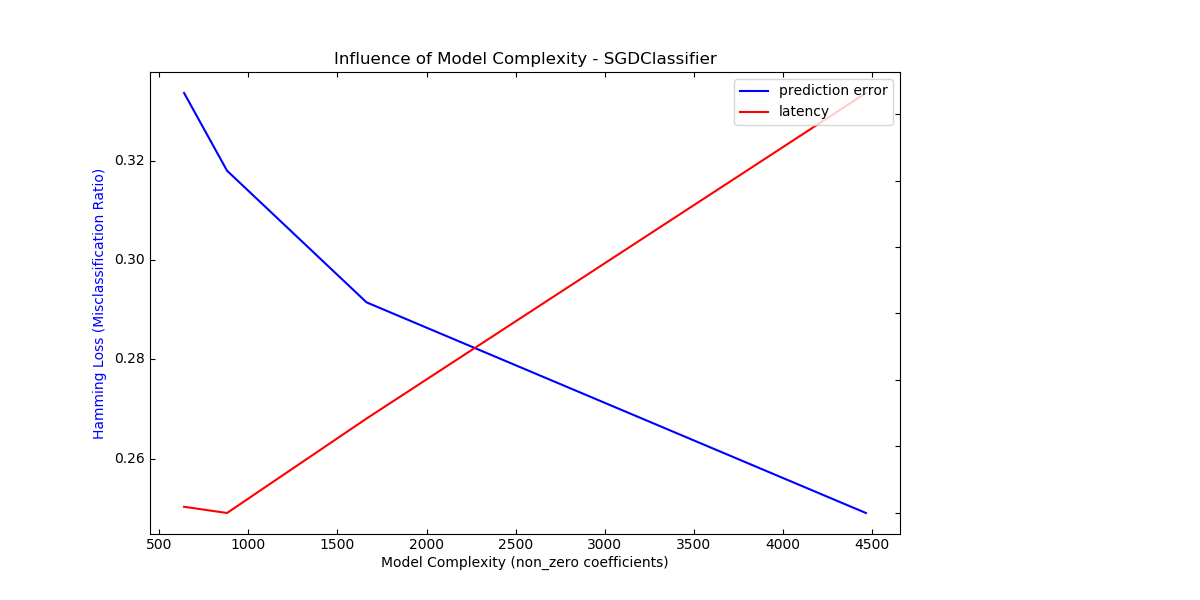 Influence of Model Complexity - SGDClassifier
prediction error
latency
Hamming Loss (Misclassification Ratio)
0.32
0.30
0.28
0.26
500 1000 1500 2000 2500 3000 3500 4000 4500
Model Complexity (non_zero coefficients)